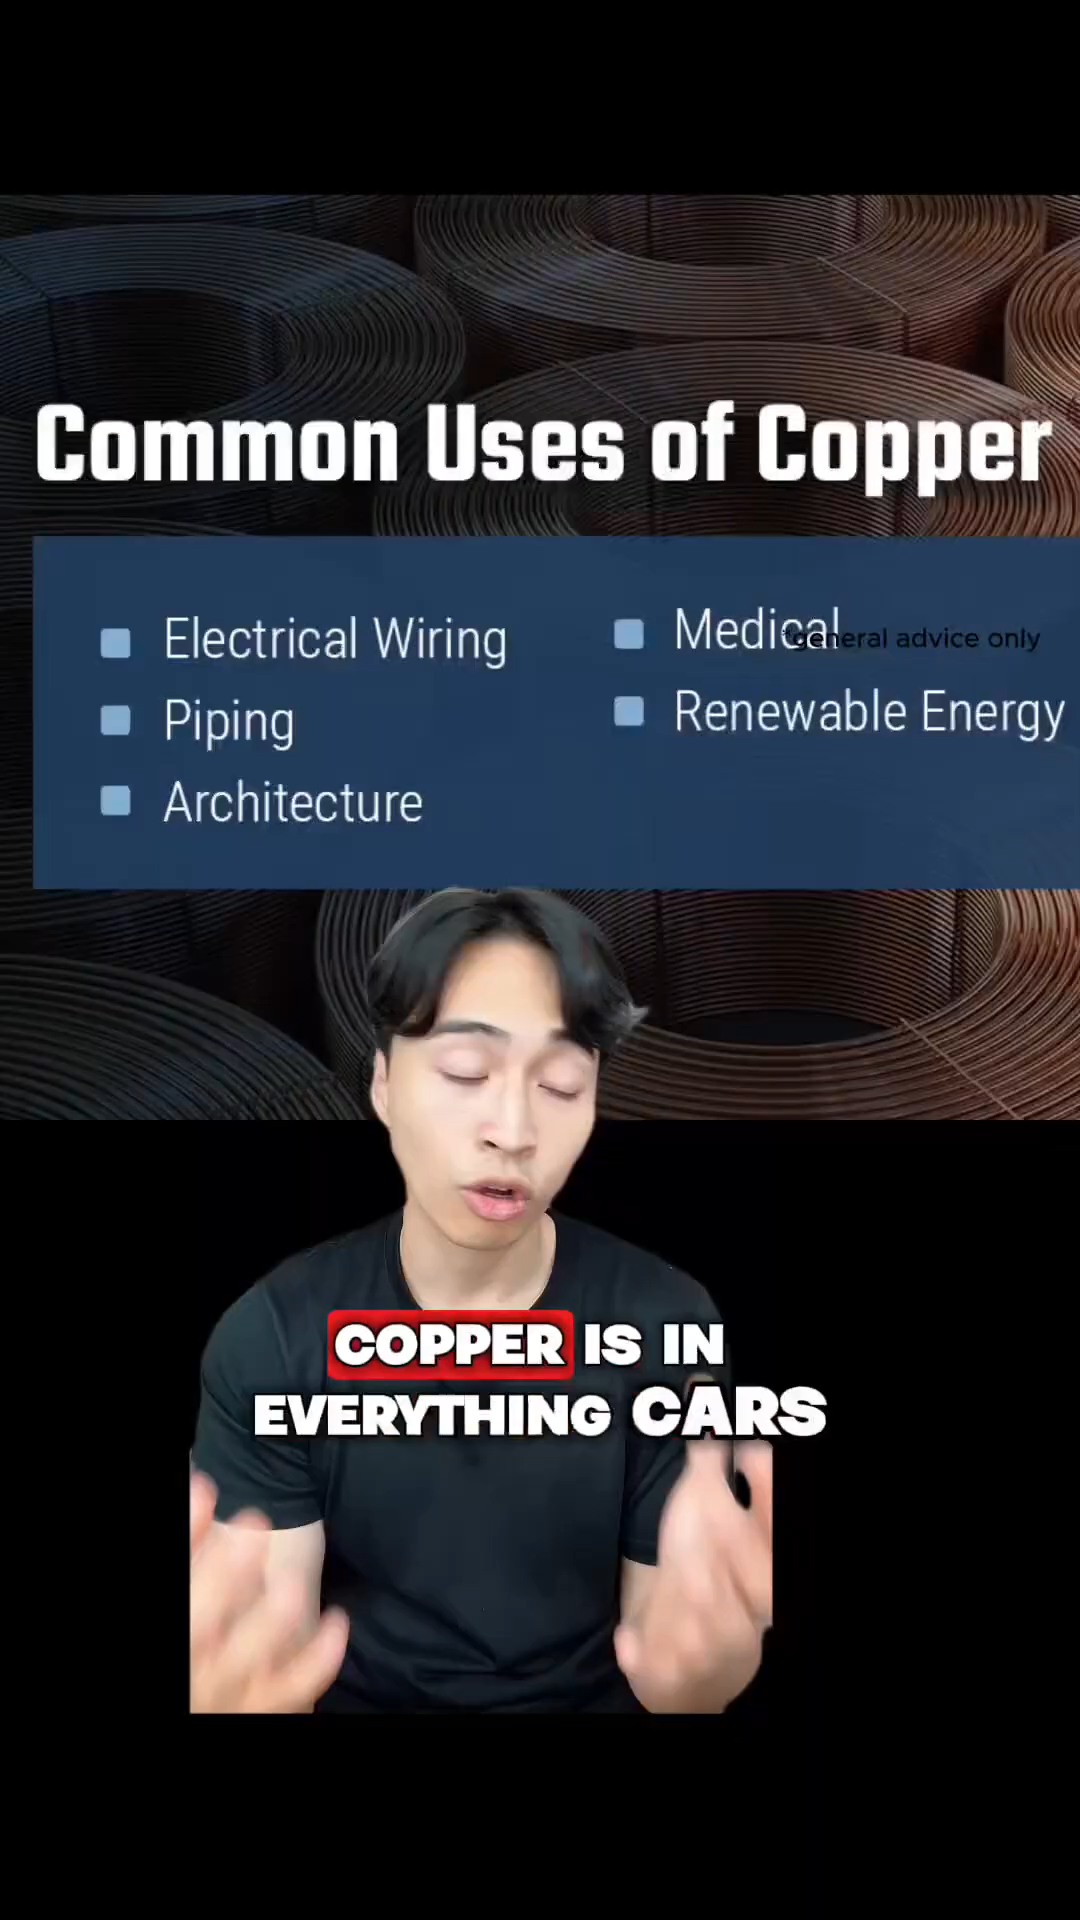 Common Uses of Copper
Electrical Wiring
Piping
Architecture
Medical
Renewable Energy
*general advice only
COPPER IS IN
EVERYTHING CARS